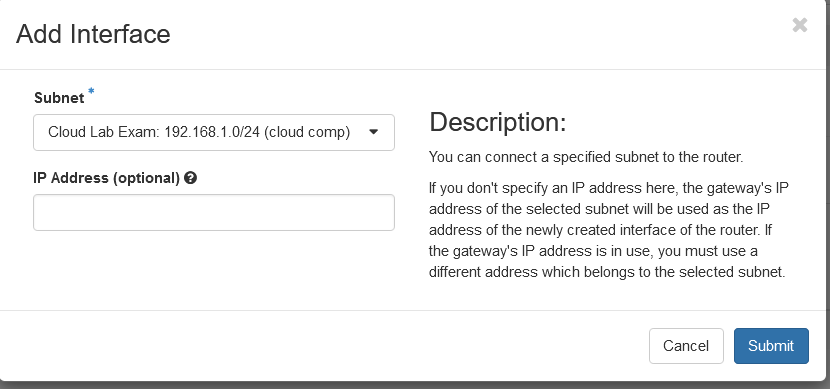 Add Interface
×
Subnet *
Cloud Lab Exam: 192.168.1.0/24 (cloud comp)
IP Address (optional)
Description:
You can connect a specified subnet to the router.
If you don't specify an IP address here, the gateway's IP
address of the selected subnet will be used as the IP
address of the newly created interface of the router. If
the gateway's IP address is in use, you must use a
different address which belongs to the selected subnet.
Cancel
Submit